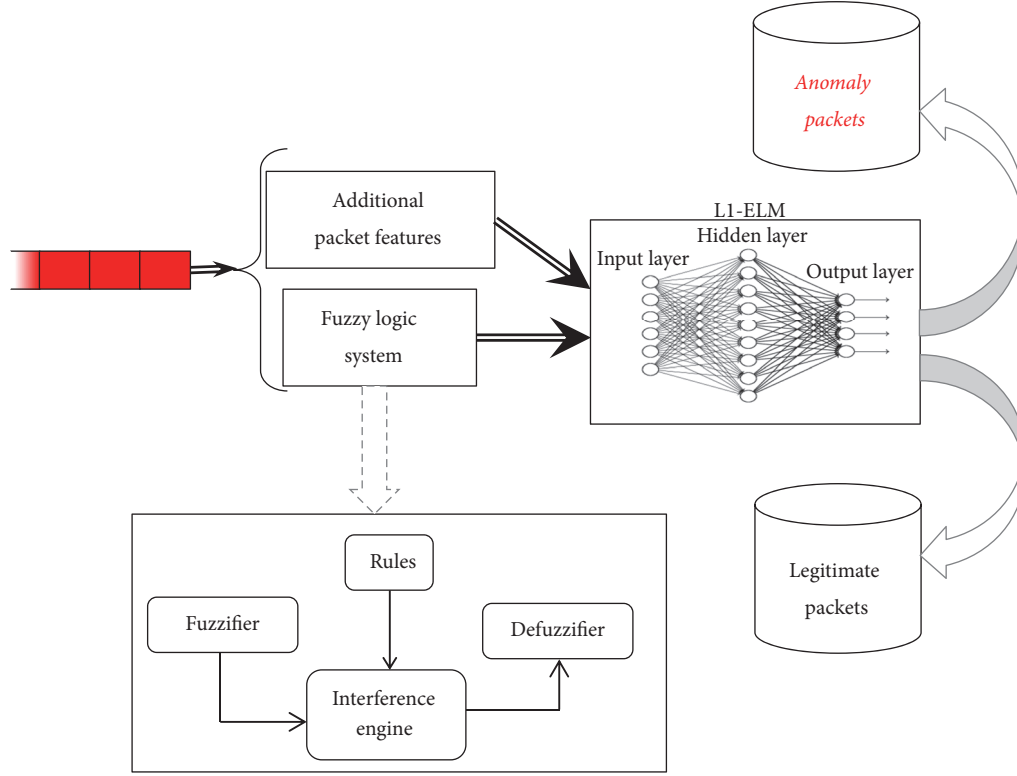 Anomaly
packets
Additional
packet features
L1-ELM
Hidden layer
Input layer
Output layer
Fuzzy logic
system
Rules
Fuzzifier
Defuzzifier
Interference
engine
Legitimate
packets